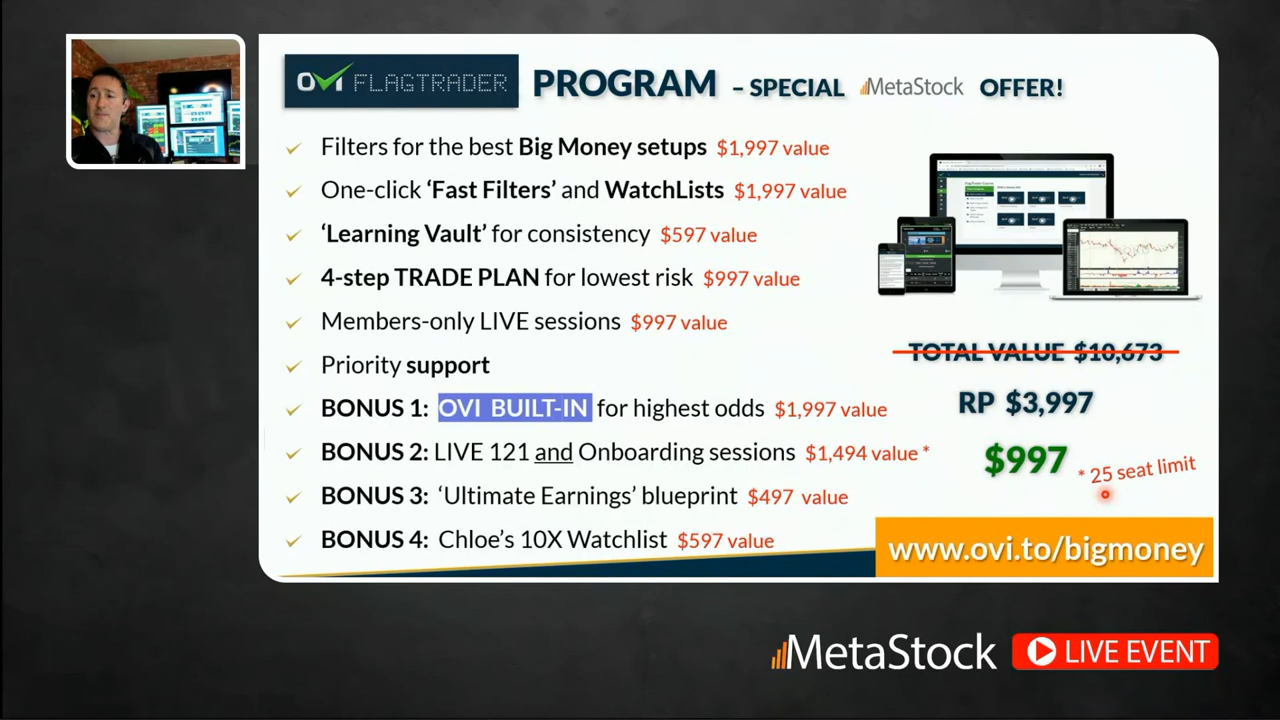 OVI FLAGTRADER PROGRAM – SPECIAL MetaStock OFFER!
Filters for the best Big Money setups $1,997 value
One-click ‘Fast Filters’ and WatchLists $1,997 value
‘Learning Vault’ for consistency $597 value
4-step TRADE PLAN for lowest risk $997 value
Members-only LIVE sessions $997 value
Priority support
BONUS 1: OVI BUILT-IN for highest odds $1,997 value
BONUS 2: LIVE 121 and Onboarding sessions $1,494 value *
BONUS 3: ‘Ultimate Earnings’ blueprint $497 value
BONUS 4: Chloe’s 10X Watchlist $597 value
TOTAL VALUE $10,673
RP $3,997
$997 * 25 seat limit
www.ovi.to/bigmoney
MetaStock LIVE EVENT